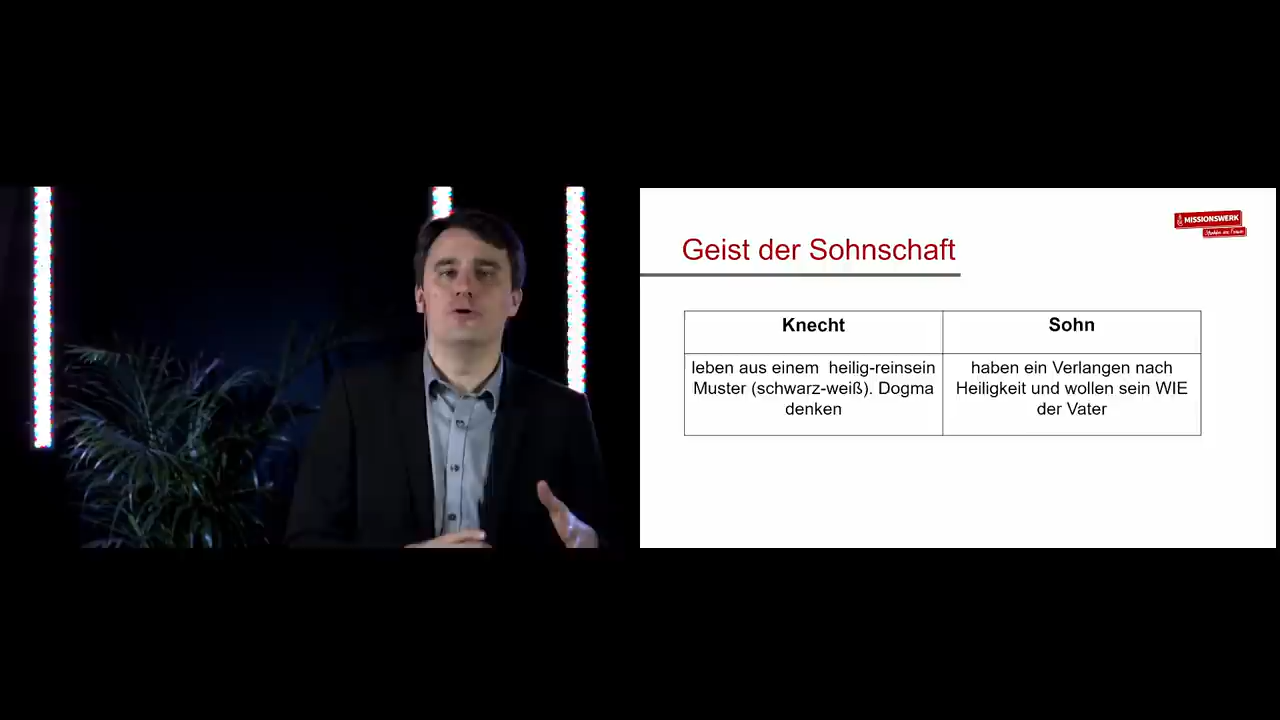 MISSIONSWERK
Geist der Sohnschaft
Knecht
Sohn
leben aus einem heilig-reinsein
Muster (schwarz-weiß). Dogma
denken
haben ein Verlangen nach
Heiligkeit und wollen sein WIE
der Vater